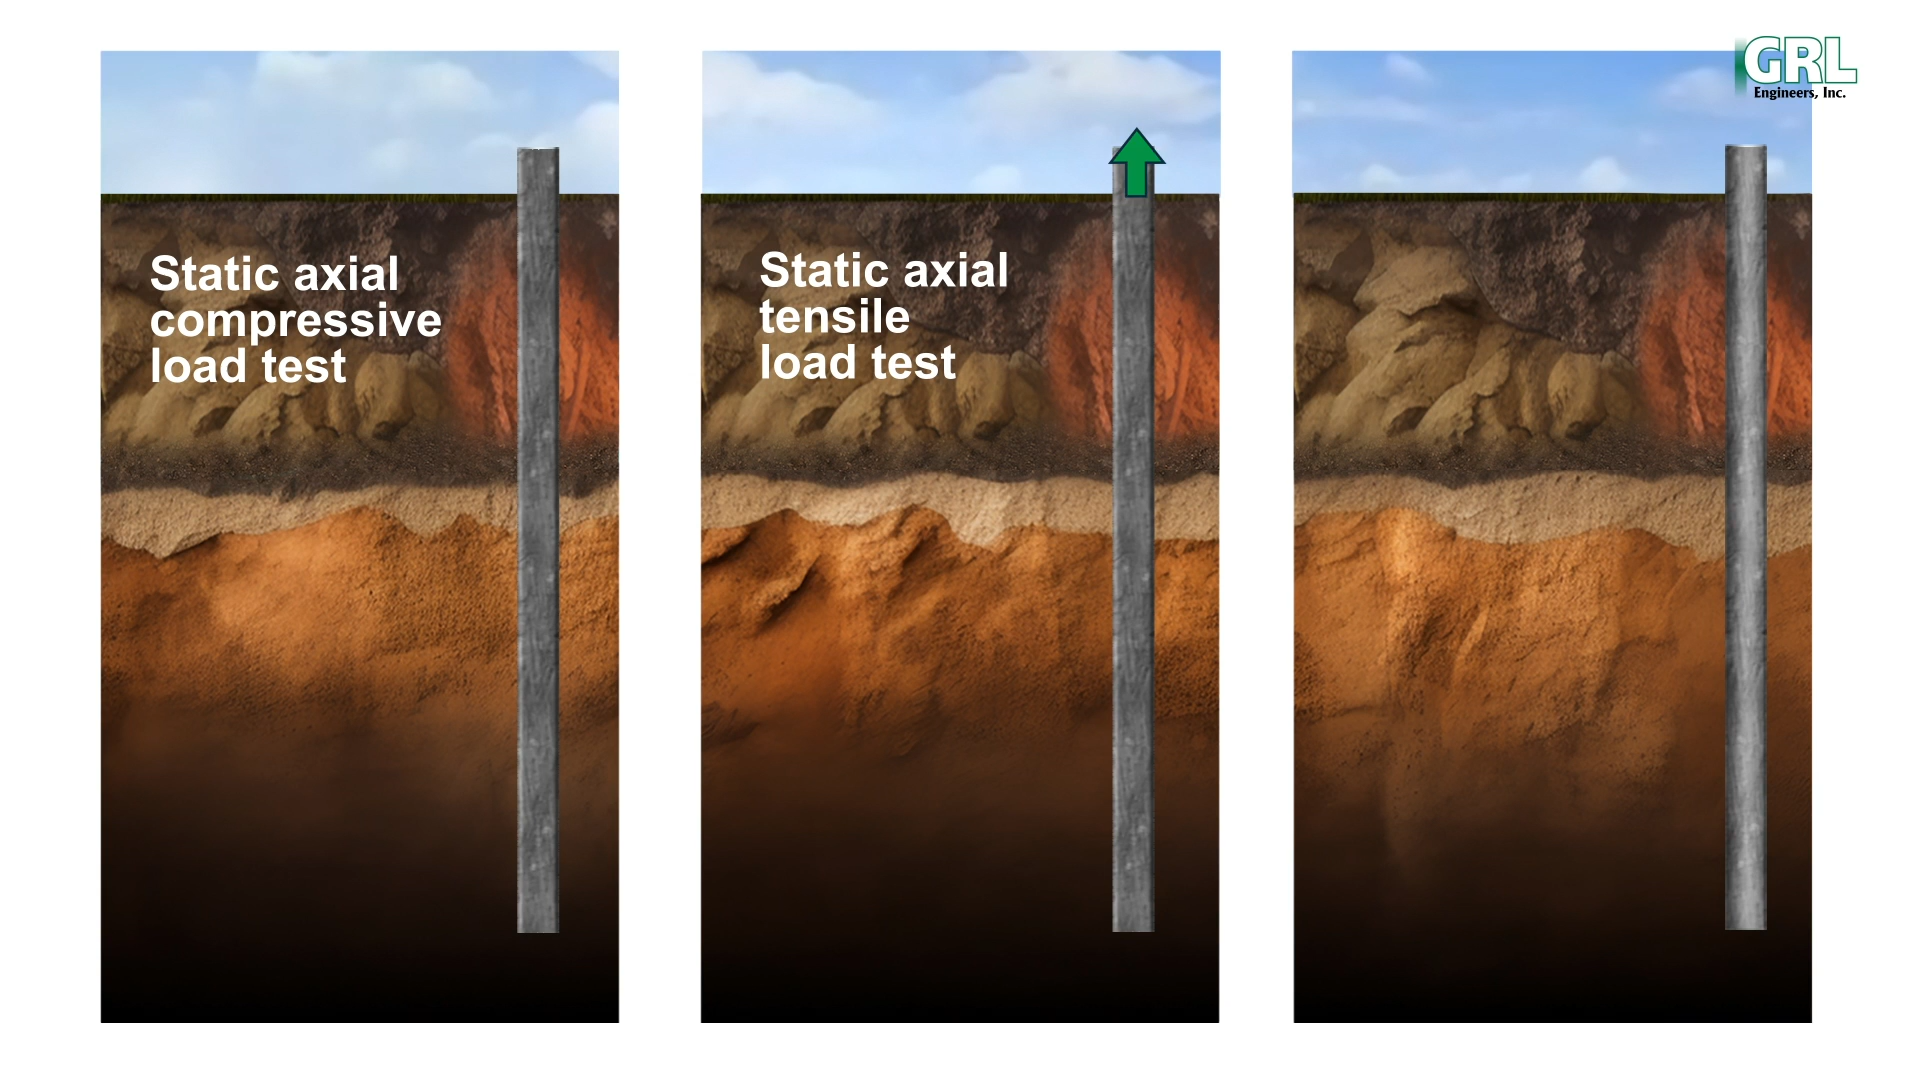 Static axial
compressive
load test
Static axial
tensile
load test
GRL
Engineers, Inc.